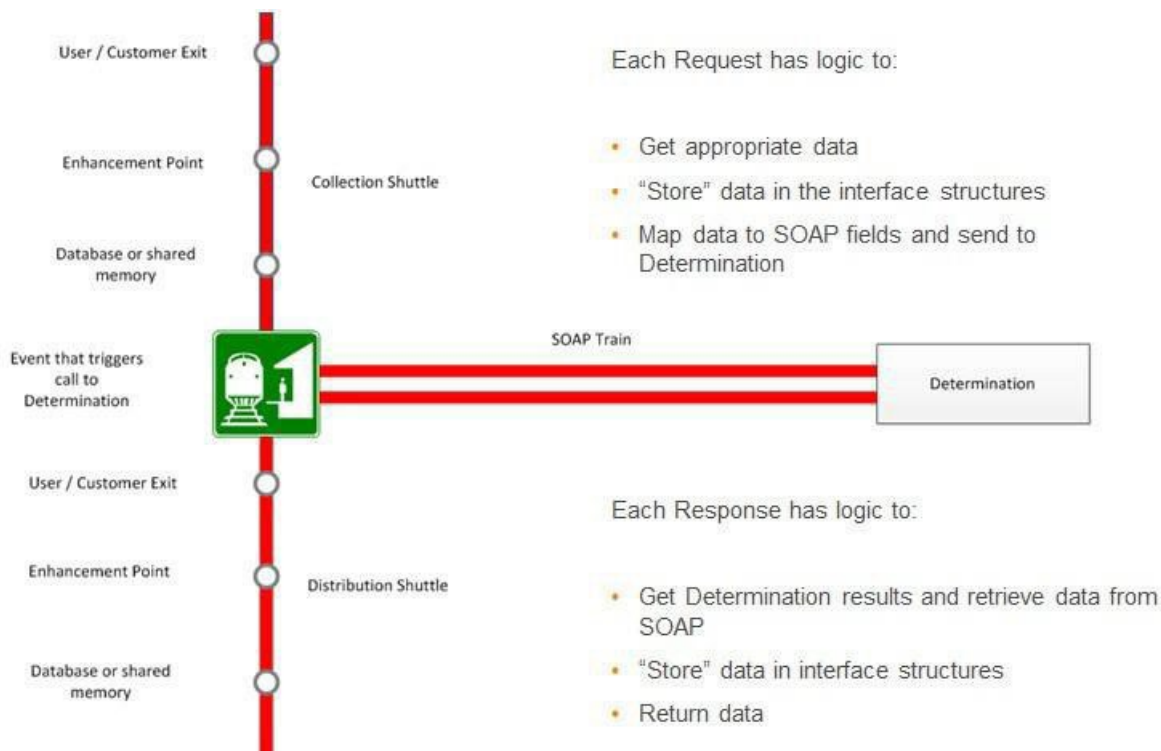 User / Customer Exit
Each Request has logic to:
Enhancement Point
• Get appropriate data
Collection Shuttle
• “Store” data in the interface structures
• Map data to SOAP fields and send to
Determination
Database or shared
memory
SOAP Train
Event that triggers
call to
Determination
Determination
User / Customer Exit
Each Response has logic to:
Enhancement Point
Distribution Shuttle
• Get Determination results and retrieve data from
SOAP
• “Store” data in interface structures
• Return data
Database or shared
memory